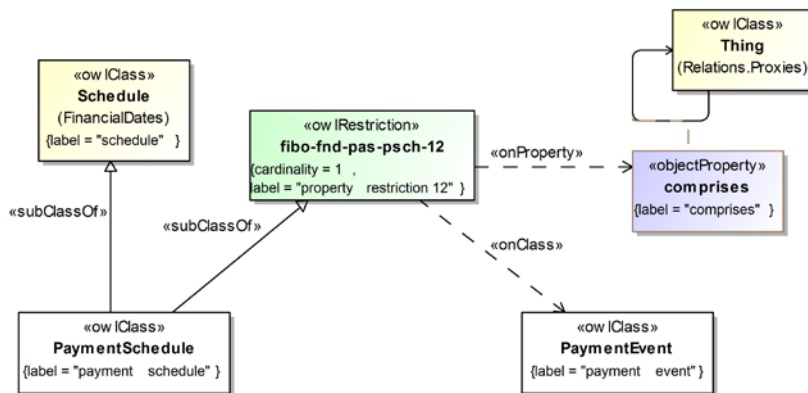 «owlClass»
Thing
(Relations.Proxies)
«owlClass»
Schedule
(FinancialDates)
{label = "schedule" }
«owlRestriction»
fibo-fnd-pas-psch-12
{cardinality = 1 ,
label = "property restriction 12" }
«onProperty»
«objectProperty»
comprises
{label = "comprises" }
«subClassOf»
«subClassOf»
«onClass»
«owlClass»
PaymentSchedule
{label = "payment schedule" }
«owlClass»
PaymentEvent
{label = "payment event" }